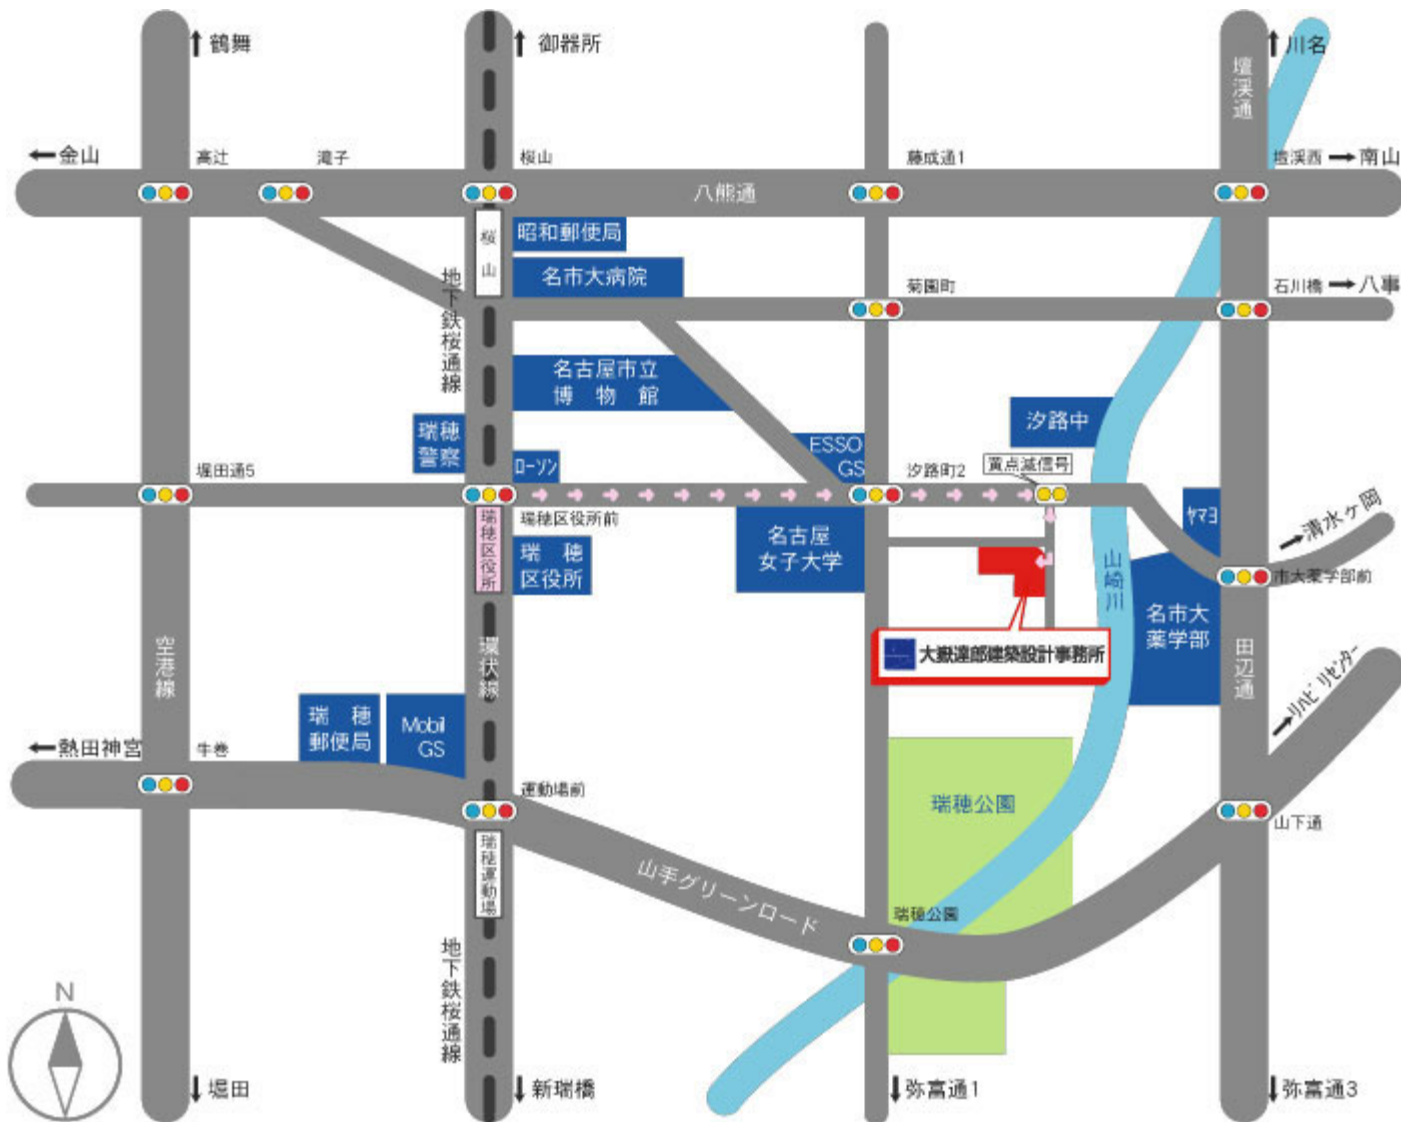 鶴舞
御器所
川名
壇渓通
金山
高辻
滝子
桜山
藤成通1
壇渓西
南山
八熊通
桜山
昭和郵便局
名市大病院
地下鉄桜通線
菊園町
石川橋
八事
名古屋市立
博物館
瑞穂
警察
ローソン
ESSO
GS
汐路中
堀田通5
汐路町2
黄点滅信号
瑞穂区役所前
瑞穂区役所
瑞穂
区役所
名古屋
女子大学
ヤマヨ
清水ヶ岡
市大薬学部前
山崎川
名市大
薬学部
大嶽達郎建築設計事務所
空港線
環状線
田辺通
リハビリセンター
瑞穂
郵便局
Mobil
GS
熱田神宮
牛巻
運動場前
瑞穂公園
山下通
瑞穂運動場
山手グリーンロード
瑞穂公園
地下鉄桜通線
N
堀田
新瑞橋
弥富通1
弥富通3